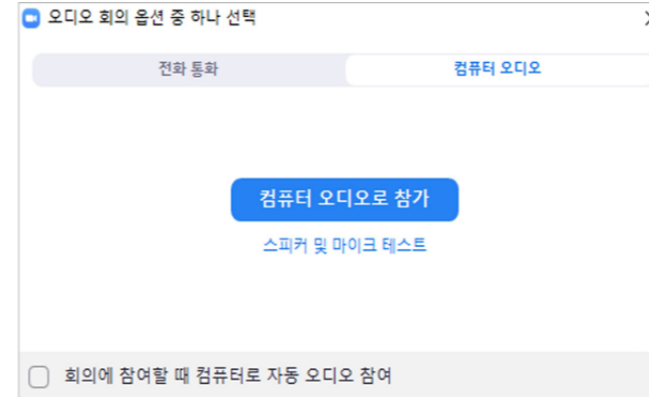 오디오 회의 옵션 중 하나 선택
전화 통화
컴퓨터 오디오
컴퓨터 오디오로 참가
스피커 및 마이크 테스트
회의에 참여할 때 컴퓨터로 자동 오디오 참여